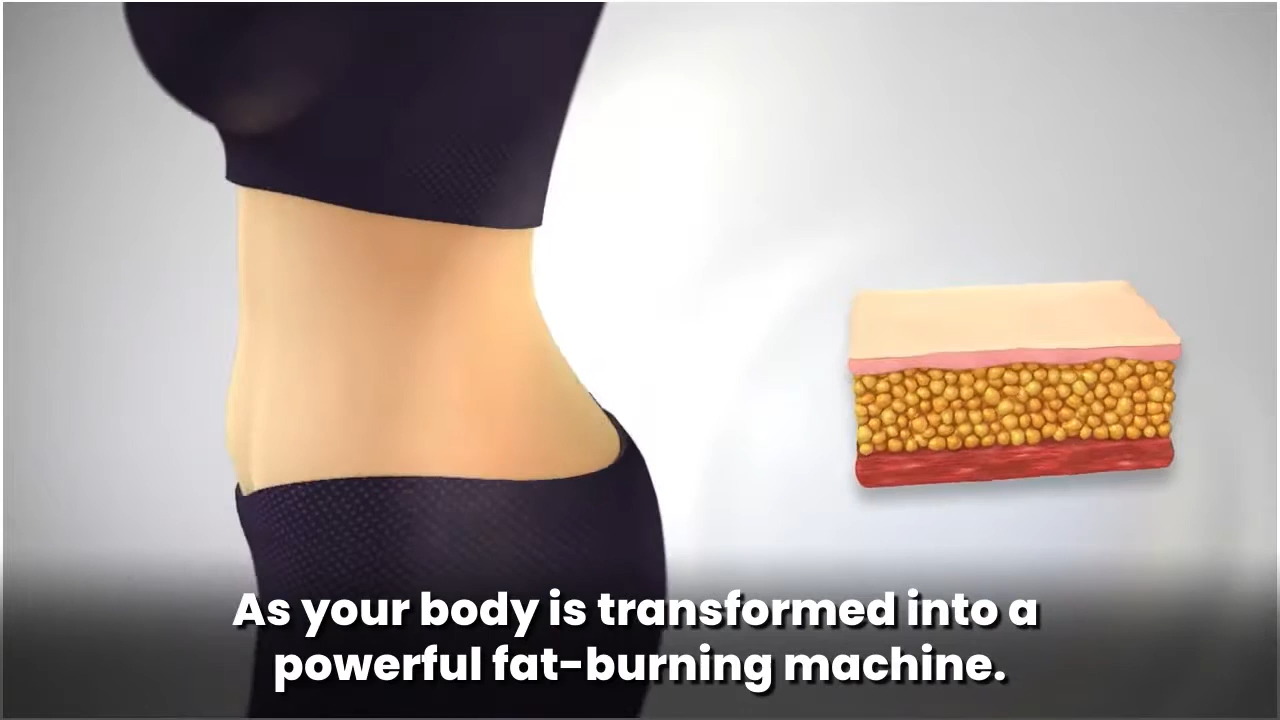 As your body is transformed into a
powerful fat-burning machine.